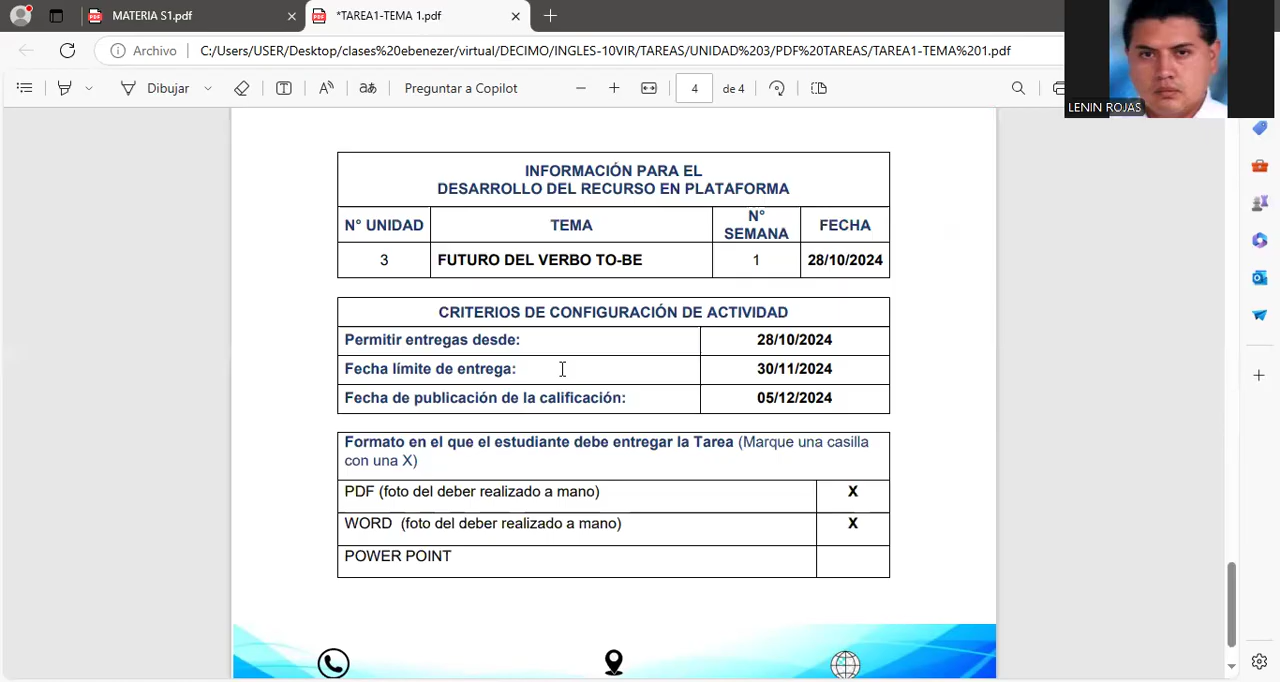 MATERIA S1.pdf
*TAREA1-TEMA 1.pdf
Archivo
C:/Users/USER/Desktop/clases%20ebenezer/virtual/DECIMO/INGLES-10VIR/TAREAS/UNIDAD%203/PDF%20TAREAS/TAREA1-TEMA%201.pdf
Dibujar
Preguntar a Copilot
4
de 4
LENIN ROJAS
INFORMACIÓN PARA EL
DESARROLLO DEL RECURSO EN PLATAFORMA
N° UNIDAD
TEMA
N° SEMANA
FECHA
3
FUTURO DEL VERBO TO-BE
1
28/10/2024
CRITERIOS DE CONFIGURACIÓN DE ACTIVIDAD
Permitir entregas desde:
28/10/2024
Fecha límite de entrega:
30/11/2024
Fecha de publicación de la calificación:
05/12/2024
Formato en el que el estudiante debe entregar la Tarea (Marque una casilla
con una X)
PDF (foto del deber realizado a mano)
X
WORD (foto del deber realizado a mano)
X
POWER POINT